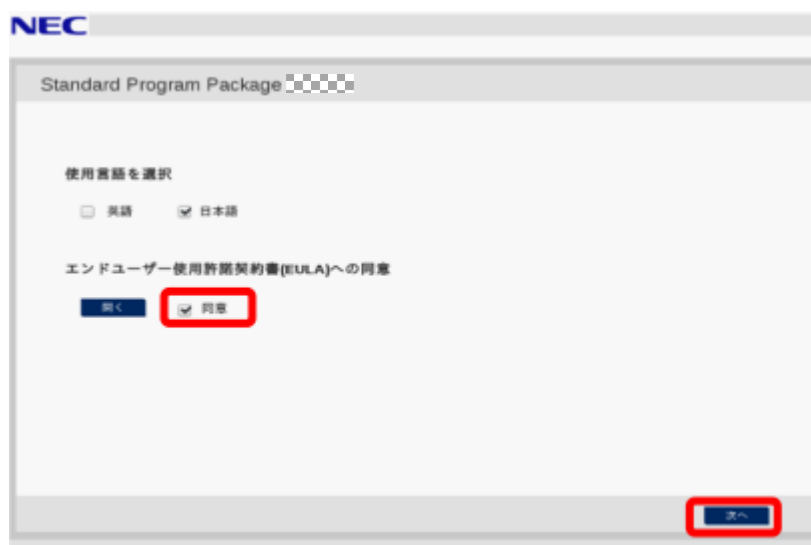 NEC
Standard Program Package
使用言語を選択
英語 日本語
エンドユーザー使用許諾契約書(EULA)への同意
開く 同意
次へ